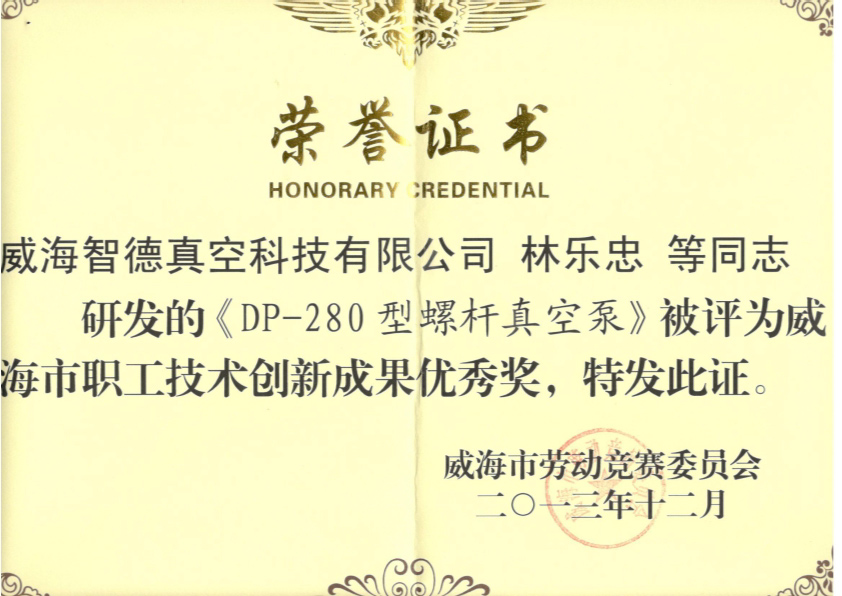 荣誉证书
HONORARY CREDENTIAL
威海智德真空科技有限公司 林乐忠 等同志
研发的《DP-280 型螺杆真空泵》被评为威
海市职工技术创新成果优秀奖，特发此证。
威海市劳动竞赛委员会
二〇一三年十二月